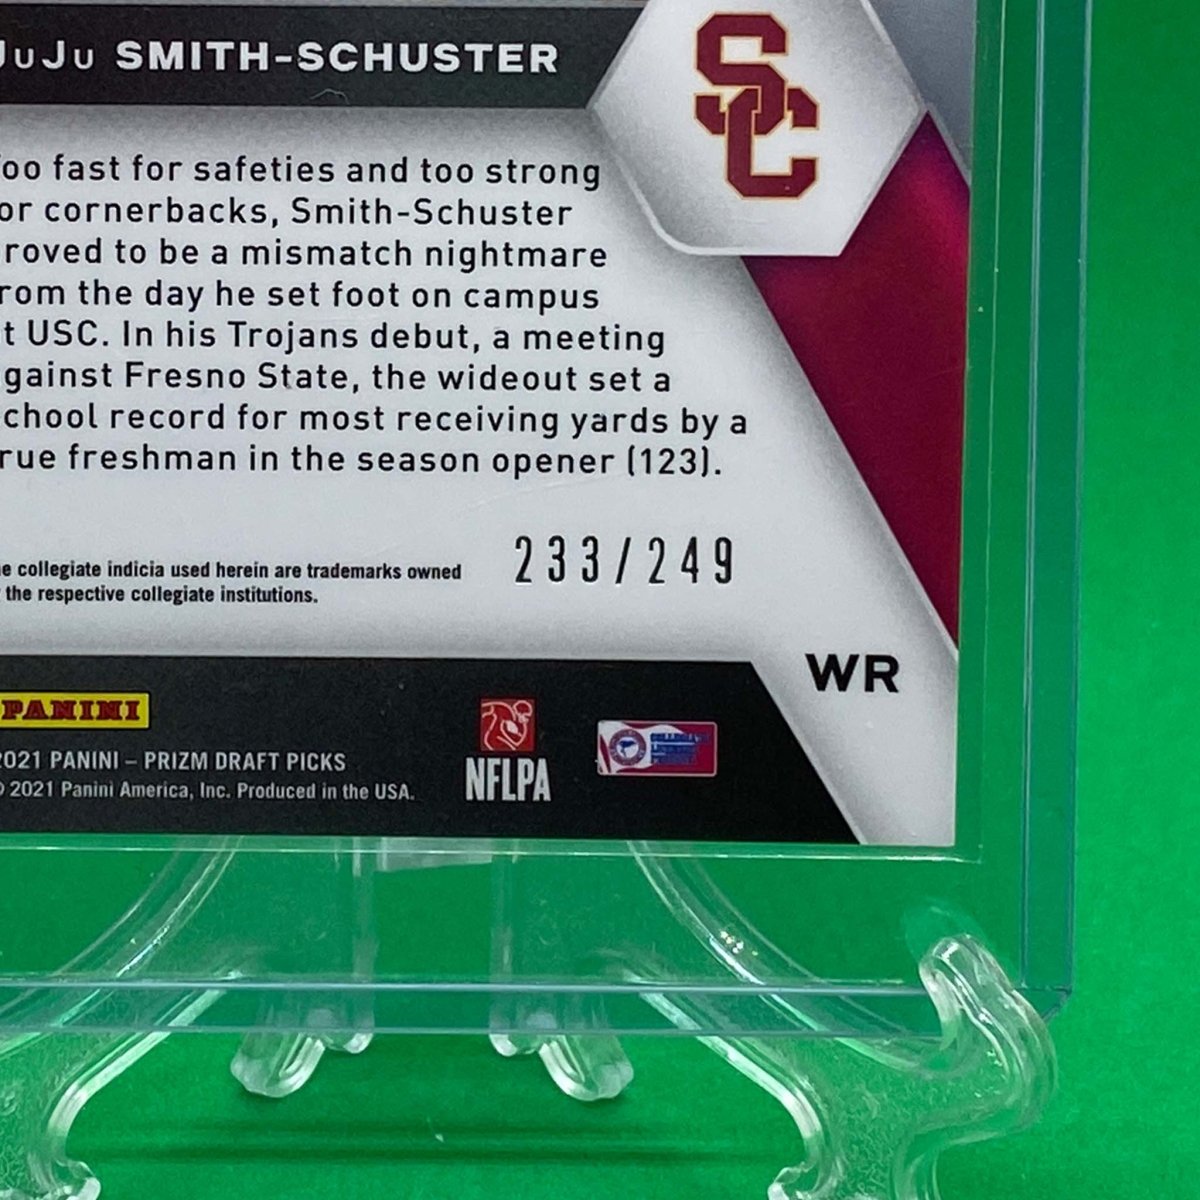 JuJu SMITH-SCHUSTER
SC
oo fast for safeties and too strong
or cornerbacks, Smith-Schuster
roved to be a mismatch nightmare
rom the day he set foot on campus
t USC. In his Trojans debut, a meeting
gainst Fresno State, the wideout set a
chool record for most receiving yards by a
rue freshman in the season opener (123).
233/249
e collegiate indicia used herein are trademarks owned
the respective collegiate institutions.
WR
PANINI
NFLPA
2021 PANINI – PRIZM DRAFT PICKS
© 2021 Panini America, Inc. Produced in the USA.